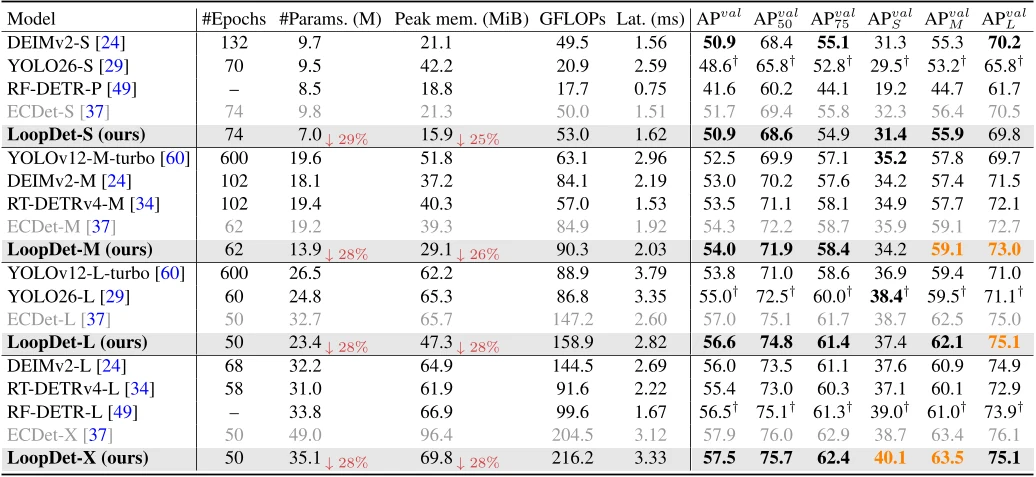 Model #Epochs #Params. (M) Peak mem. (MiB) GFLOPs Lat. (ms) AP^val AP^val_50 AP^val_75 AP^val_S AP^val_M AP^val_L
DEIMv2-S [24] 132 9.7 21.1 49.5 1.56 50.9 68.4 55.1 31.3 55.3 70.2
YOLO26-S [29] 70 9.5 42.2 20.9 2.59 48.6† 65.8† 52.8† 29.5† 53.2† 65.8†
RF-DETR-P [49] – 8.5 18.8 17.7 0.75 41.6 60.2 44.1 19.2 44.7 61.7
ECDet-S [37] 74 9.8 21.3 50.0 1.51 51.7 69.4 55.8 32.3 56.4 70.5
LoopDet-S (ours) 74 7.0↓29% 15.9↓25% 53.0 1.62 50.9 68.6 54.9 31.4 55.9 69.8
YOLOv12-M-turbo [60] 600 19.6 51.8 63.1 2.96 52.5 69.9 57.1 35.2 57.8 69.7
DEIMv2-M [24] 102 18.1 37.2 84.1 2.19 53.0 70.2 57.6 34.2 57.4 71.5
RT-DETRv4-M [34] 102 19.4 40.3 57.0 1.53 53.5 71.1 58.1 34.9 57.7 72.1
ECDet-M [37] 62 19.2 39.3 84.9 1.92 54.3 72.2 58.7 35.9 59.1 72.7
LoopDet-M (ours) 62 13.9↓28% 29.1↓26% 90.3 2.03 54.0 71.9 58.4 34.2 59.1 73.0
YOLOv12-L-turbo [60] 600 26.5 62.2 88.9 3.79 53.8 71.0 58.6 36.9 59.4 71.0
YOLO26-L [29] 60 24.8 65.3 86.8 3.35 55.0† 72.5† 60.0† 38.4† 59.5† 71.1†
ECDet-L [37] 50 32.7 65.7 147.2 2.60 57.0 75.1 61.7 38.7 62.5 75.0
LoopDet-L (ours) 50 23.4↓28% 47.3↓28% 158.9 2.82 56.6 74.8 61.4 37.4 62.1 75.1
DEIMv2-L [24] 68 32.2 64.9 144.5 2.69 56.0 73.5 61.1 37.6 60.9 74.9
RT-DETRv4-L [34] 58 31.0 61.9 91.6 2.22 55.4 73.0 60.3 37.1 60.1 72.9
RF-DETR-L [49] – 33.8 66.9 99.6 1.67 56.5† 75.1† 61.3† 39.0† 61.0† 73.9†
ECDet-X [37] 50 49.0 96.4 204.5 3.12 57.9 76.0 62.9 38.7 63.4 76.1
LoopDet-X (ours) 50 35.1↓28% 69.8↓28% 216.2 3.33 57.5 75.7 62.4 40.1 63.5 75.1